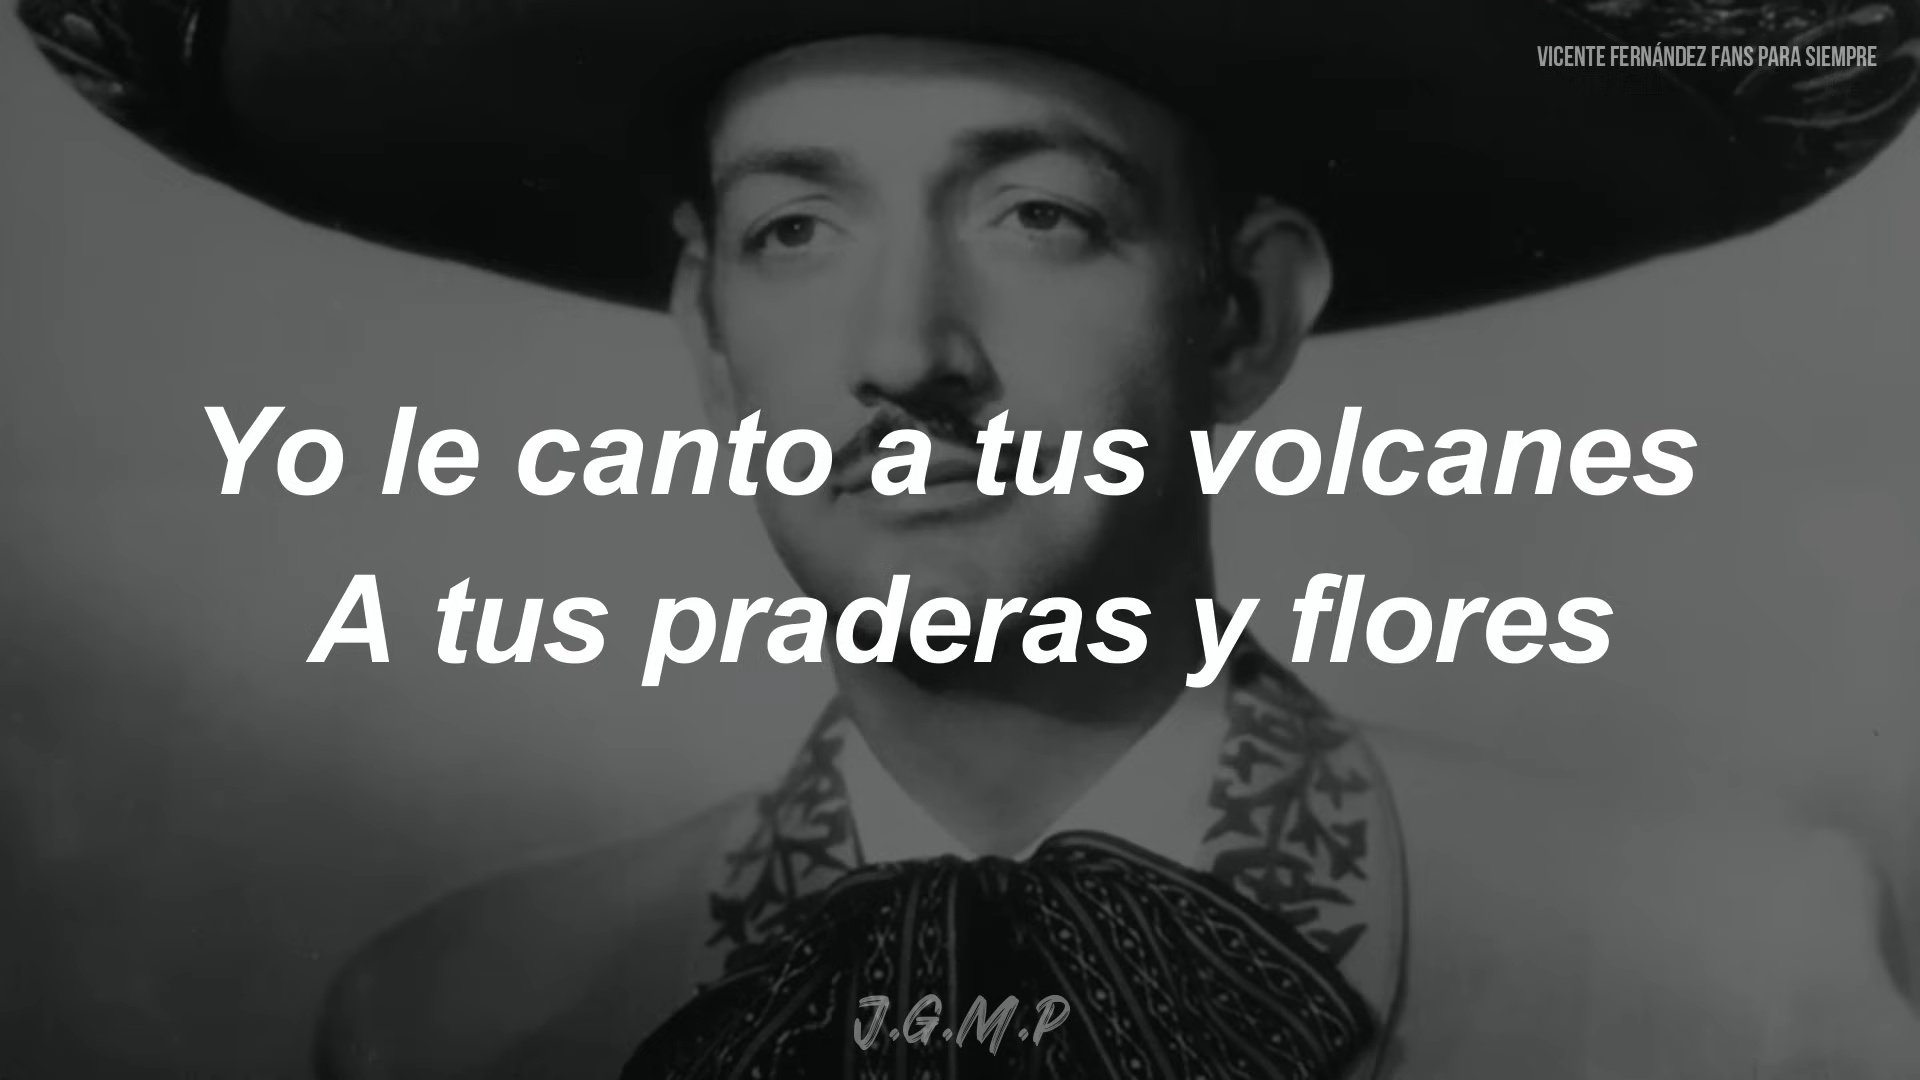 VICENTE FERNÁNDEZ FANS PARA SIEMPRE
Yo le canto a tus volcanes
A tus praderas y flores
J.G.M.P